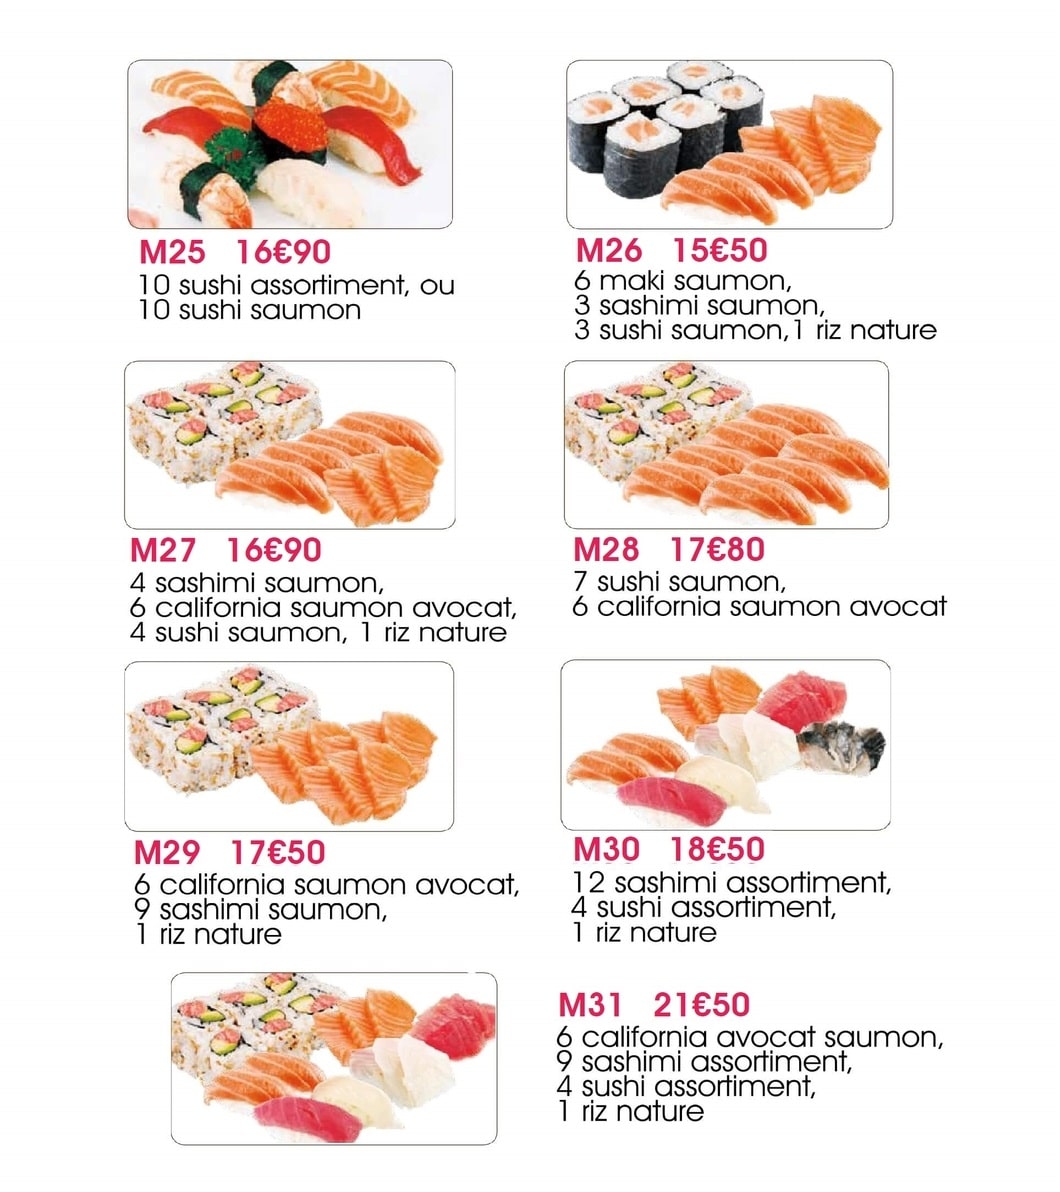 M25 16€90
10 sushi assortiment, ou
10 sushi saumon
M26 15€50
6 maki saumon,
3 sashimi saumon,
3 sushi saumon,1 riz nature
M27 16€90
4 sashimi saumon,
6 california saumon avocat,
4 sushi saumon, 1 riz nature
M28 17€80
7 sushi saumon,
6 california saumon avocat
M29 17€50
6 california saumon avocat,
9 sashimi saumon,
1 riz nature
M30 18€50
12 sashimi assortiment,
4 sushi assortiment,
1 riz nature
M31 21€50
6 california avocat saumon,
9 sashimi assortiment,
4 sushi assortiment,
1 riz nature